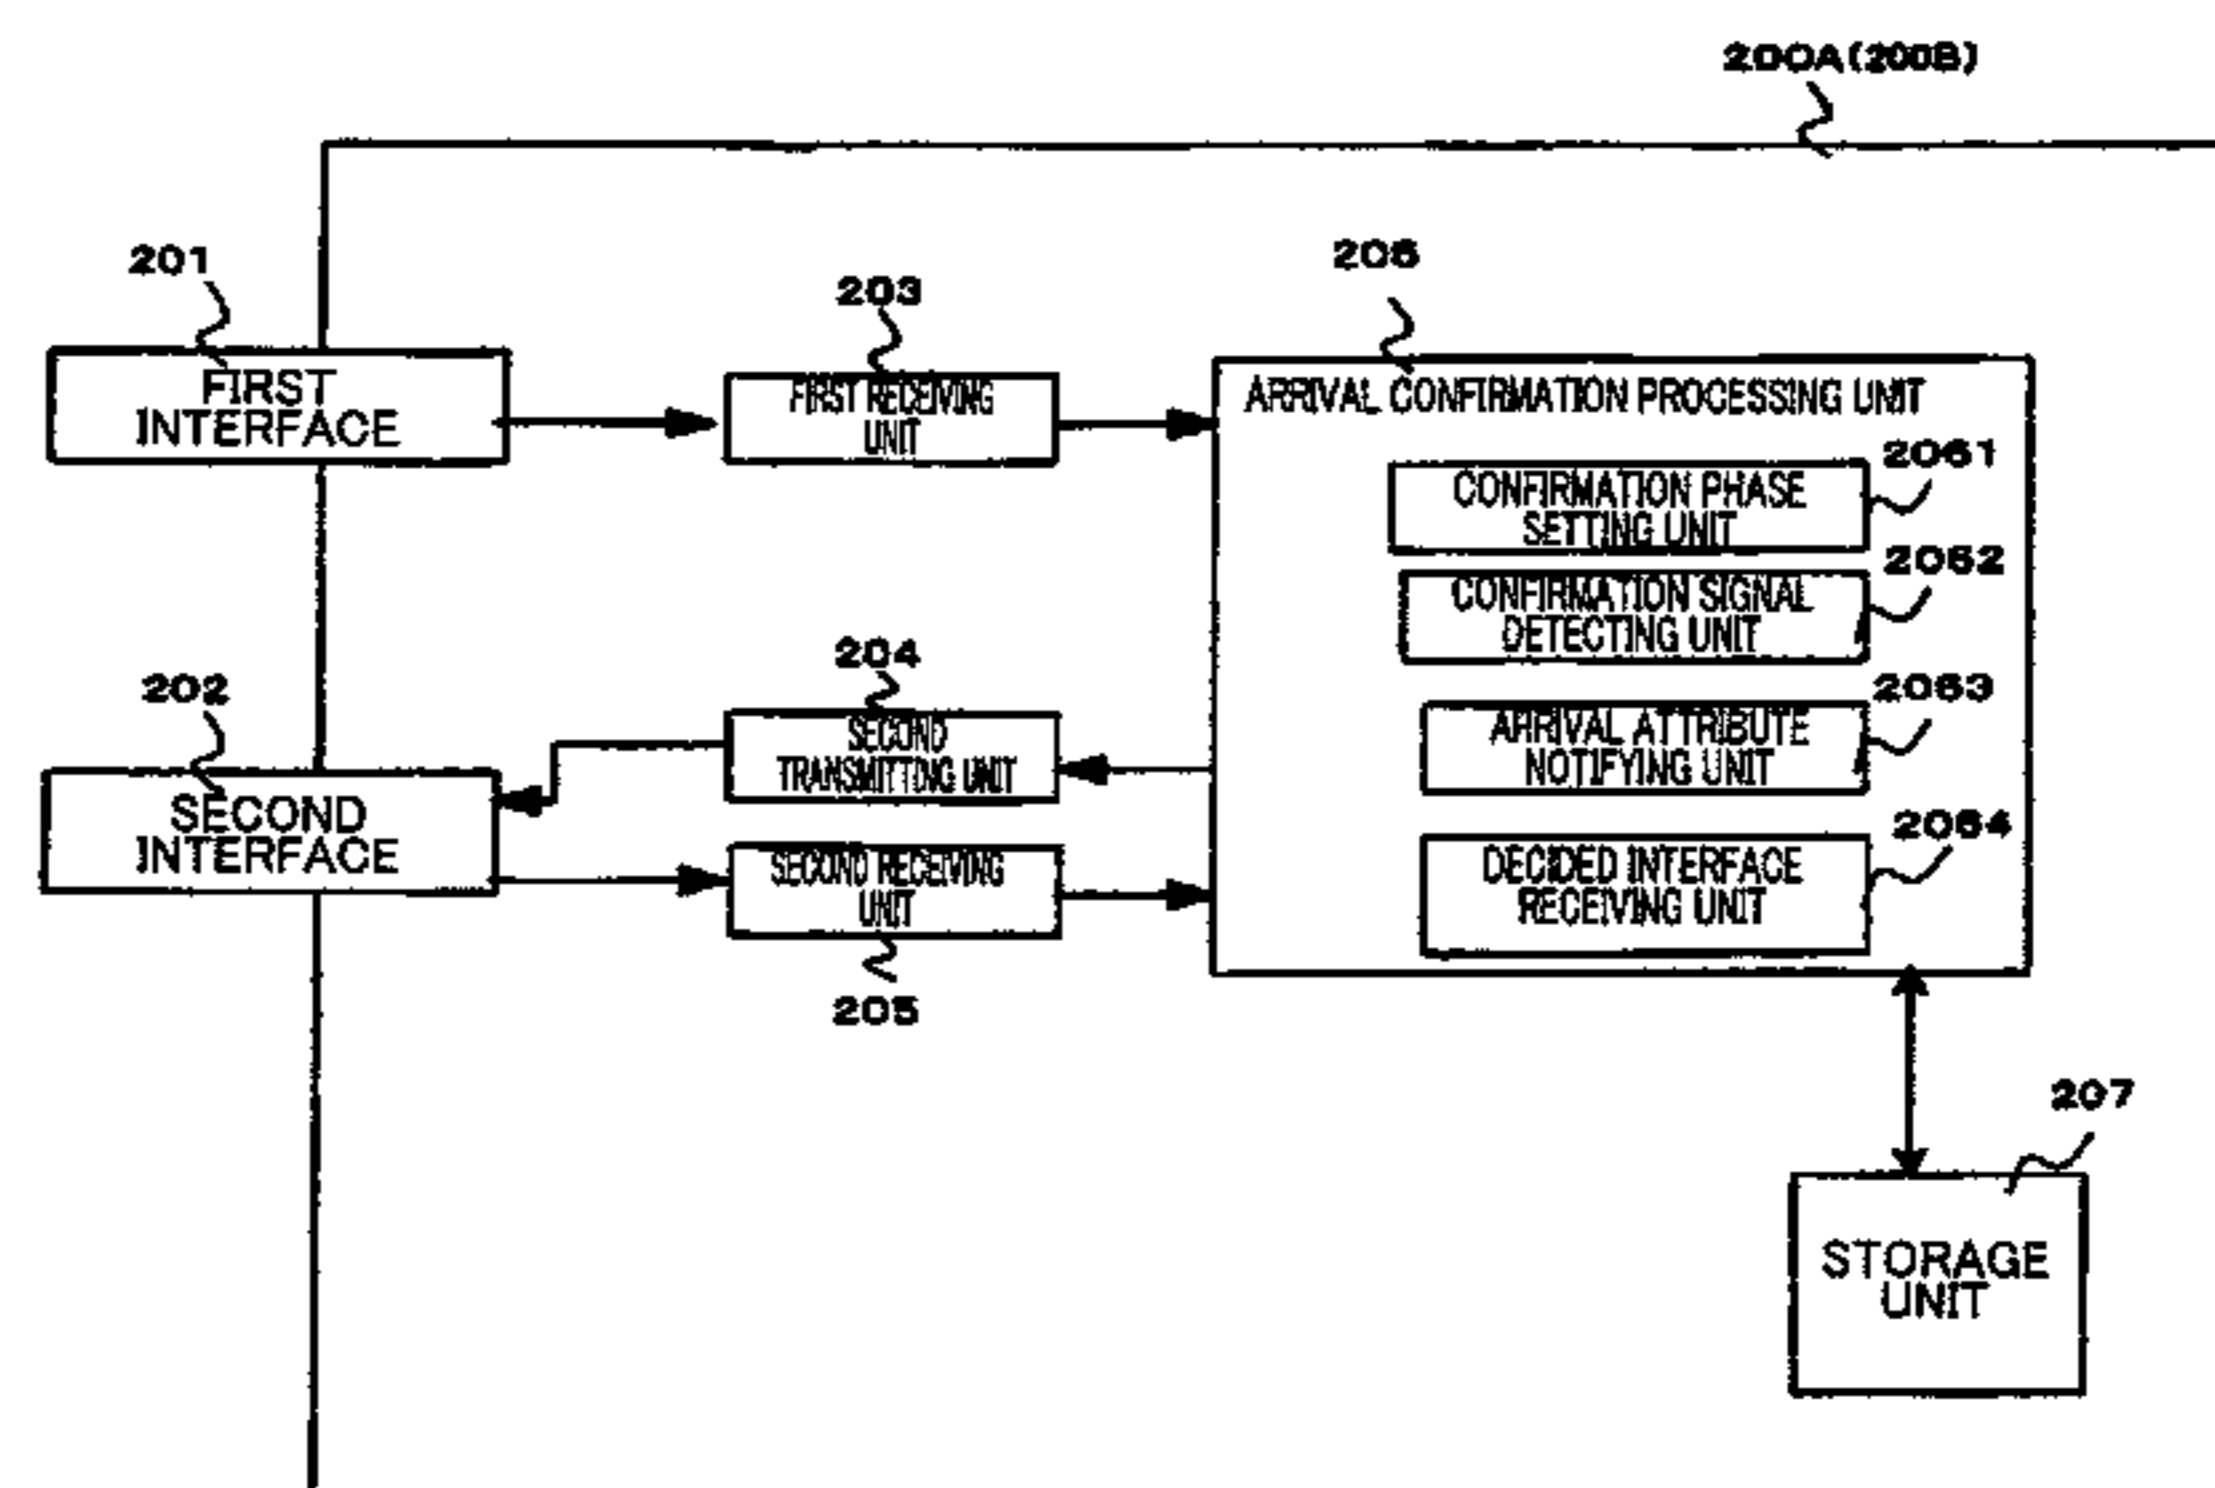 200A(200B)
201
FIRST
INTERFACE
203
FIRST RECEIVING
UNIT
206
ARRIVAL CONFIRMATION PROCESSING UNIT
2061
CONFIRMATION PHASE
SETTING UNIT
2062
CONFIRMATION SIGNAL
DETECTING UNIT
2063
ARRIVAL ATTRIBUTE
NOTIFYING UNIT
2064
DECIDED INTERFACE
RECEIVING UNIT
202
SECOND
INTERFACE
204
SECOND
TRANSMITTING UNIT
SECOND RECEIVING
UNIT
205
207
STORAGE
UNIT